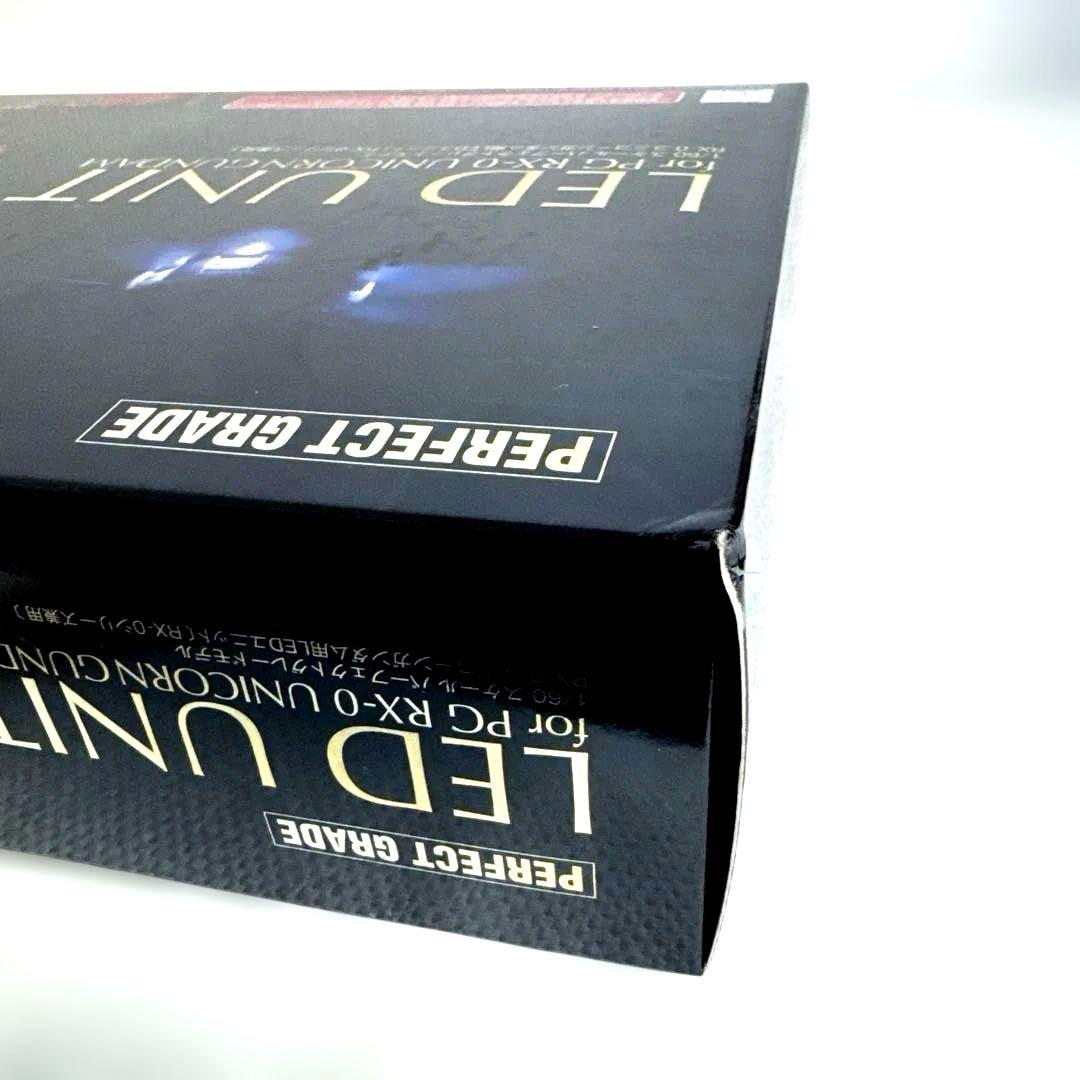 PERFECT GRADE
LED UNIT
for PG RX-0 UNICORN GUNDAM
PERFECT GRADE
LED UNIT
for PG RX-0 UNICORN GUND
1/60 スケール パーフェクトグレードモデル
ーンガンダム用LEDユニット(RX-0シリーズ兼用)